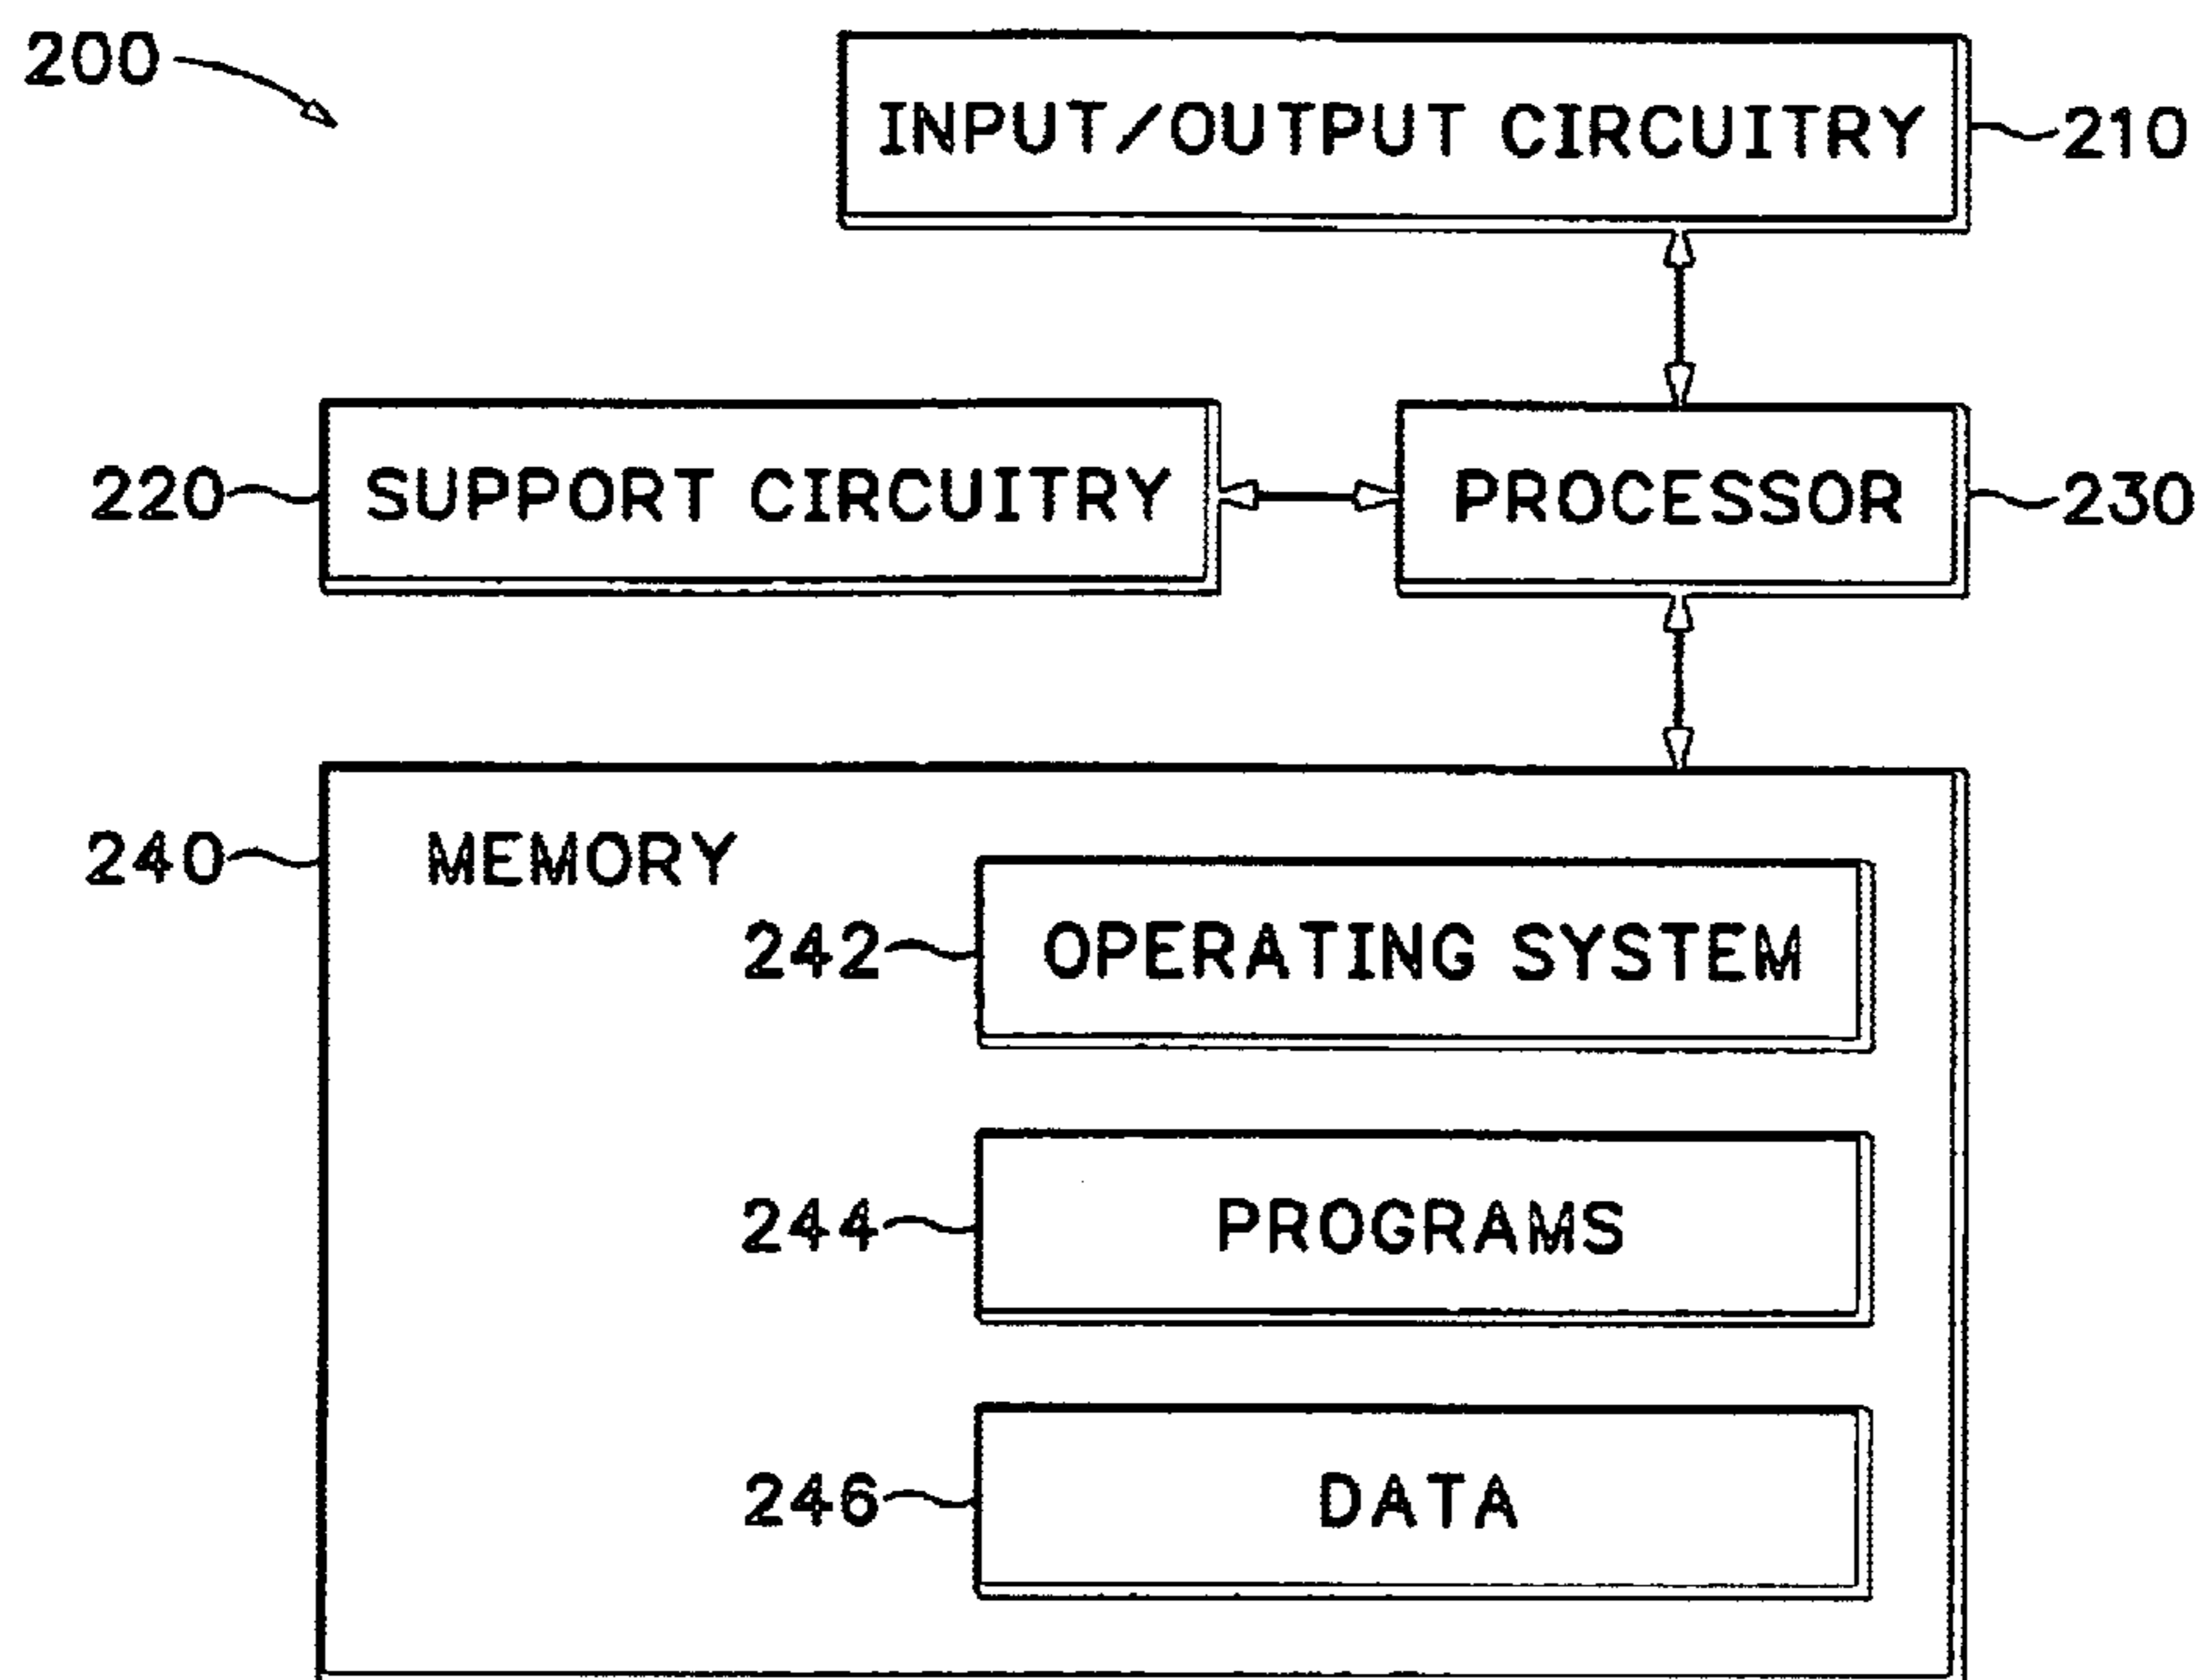 200
INPUT/OUTPUT CIRCUITRY
210
220
SUPPORT CIRCUITRY
PROCESSOR
230
240
MEMORY
242
OPERATING SYSTEM
244
PROGRAMS
246
DATA